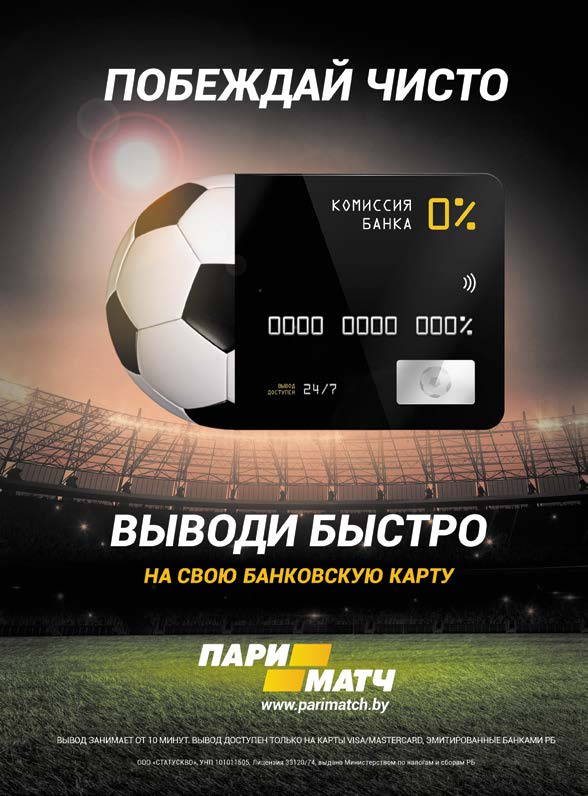 ПОБЕЖДАЙ ЧИСТО
КОМИССИЯ
БАНКА 0%
0000 0000 000%
ВЫВОД
ДОСТУПЕН 24/7
ВЫВОДИ БЫСТРО
НА СВОЮ БАНКОВСКУЮ КАРТУ
ПАРИ
МАТЧ
www.parimatch.by
ВЫВОД ЗАНИМАЕТ ОТ 10 МИНУТ. ВЫВОД ДОСТУПЕН ТОЛЬКО НА КАРТЫ VISA/MASTERCARD, ЭМИТИРОВАННЫЕ БАНКАМИ РБ
ООО «СТАТУСКВО», УНП 101011505. Лицензия 33120/74, выдана Министерством по налогам и сборам РБ